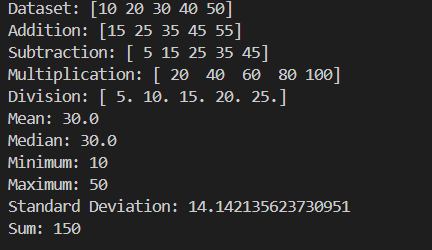 Dataset: [10 20 30 40 50]
Addition: [15 25 35 45 55]
Subtraction: [ 5 15 25 35 45]
Multiplication: [ 20  40  60  80 100]
Division: [ 5. 10. 15. 20. 25.]
Mean: 30.0
Median: 30.0
Minimum: 10
Maximum: 50
Standard Deviation: 14.142135623730951
Sum: 150